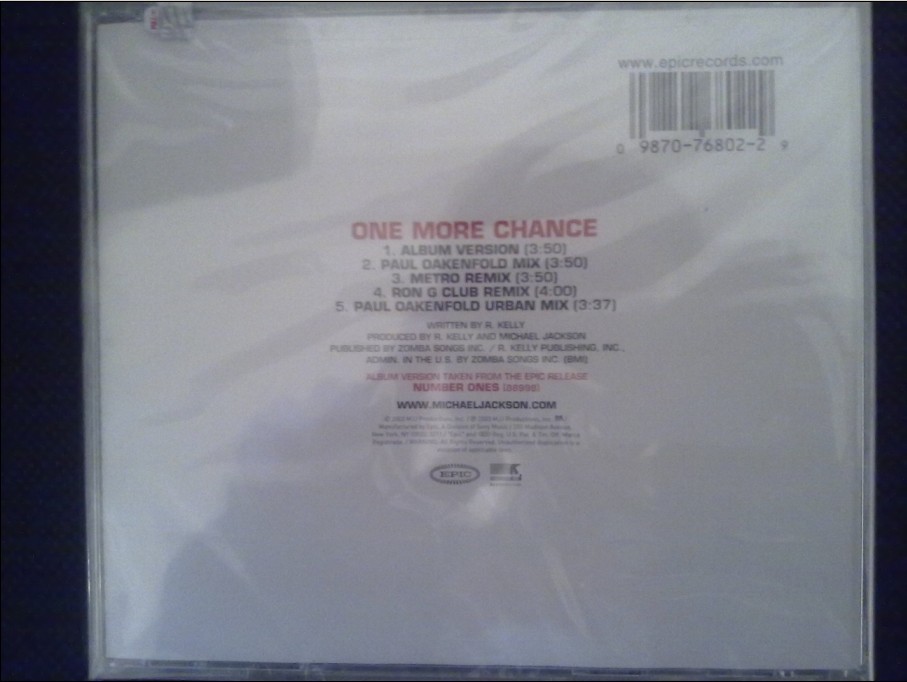 www.epicrecords.com
0 9870-76802-2 9
ONE MORE CHANCE
1. ALBUM VERSION (3:50)
2. PAUL OAKENFOLD MIX (3:50)
3. METRO REMIX (3:50)
4. RON G CLUB REMIX (4:00)
5. PAUL OAKENFOLD URBAN MIX (3:37)
WRITTEN BY R. KELLY
PRODUCED BY R. KELLY AND MICHAEL JACKSON
PUBLISHED BY ZOMBA SONGS INC. / R. KELLY PUBLISHING, INC.,
ADMIN. IN THE U.S. BY ZOMBA SONGS INC. (BMI)
ALBUM VERSION TAKEN FROM THE EPIC RELEASE
NUMBER ONES
WWW.MICHAELJACKSON.COM
EPIC